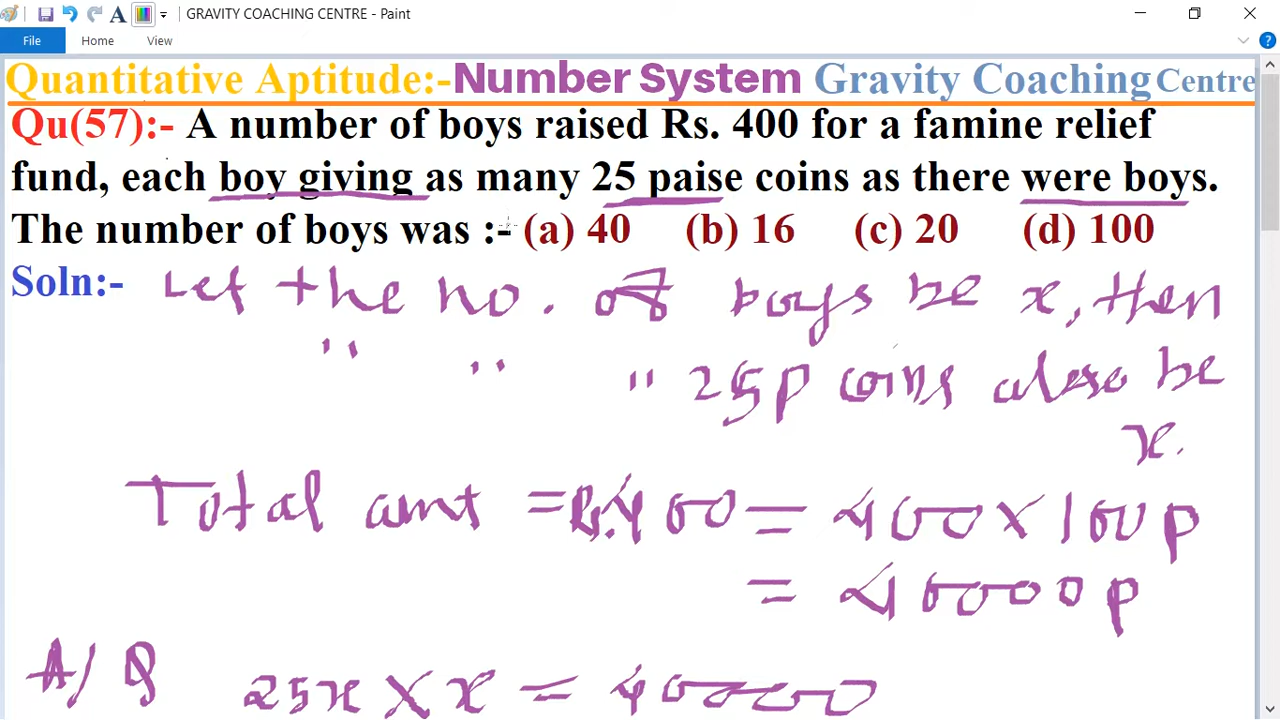 GRAVITY COACHING CENTRE - Paint
File Home View
Quantitative Aptitude:-Number System Gravity Coaching Centre
Qu(57):- A number of boys raised Rs. 400 for a famine relief
fund, each boy giving as many 25 paise coins as there were boys.
The number of boys was :- (a) 40 (b) 16 (c) 20 (d) 100
Soln:- Let the no. of boys be x, then
" " " 25p coins also be
x.
Total amt = Rs.400 = 400 X 100 p
= 40000 p
A/Q 25x X x = 40000